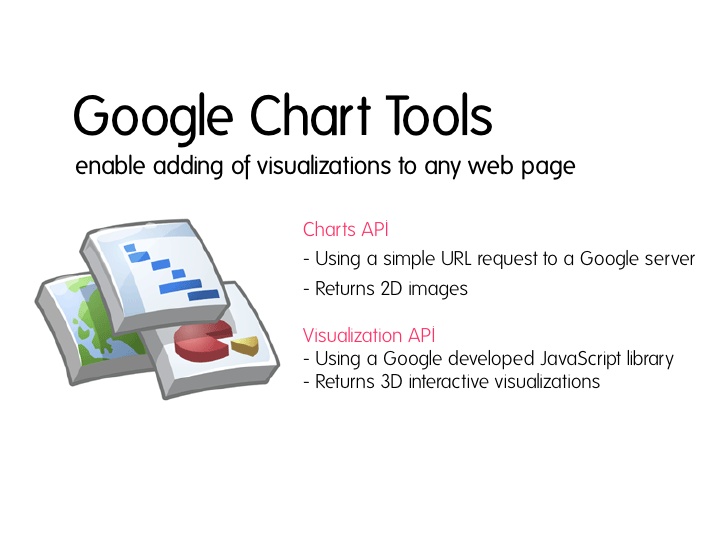 Google Chart Tools
enable adding of visualizations to any web page
Charts API
- Using a simple URL request to a Google server
- Returns 2D images
Visualization API
- Using a Google developed JavaScript library
- Returns 3D interactive visualizations